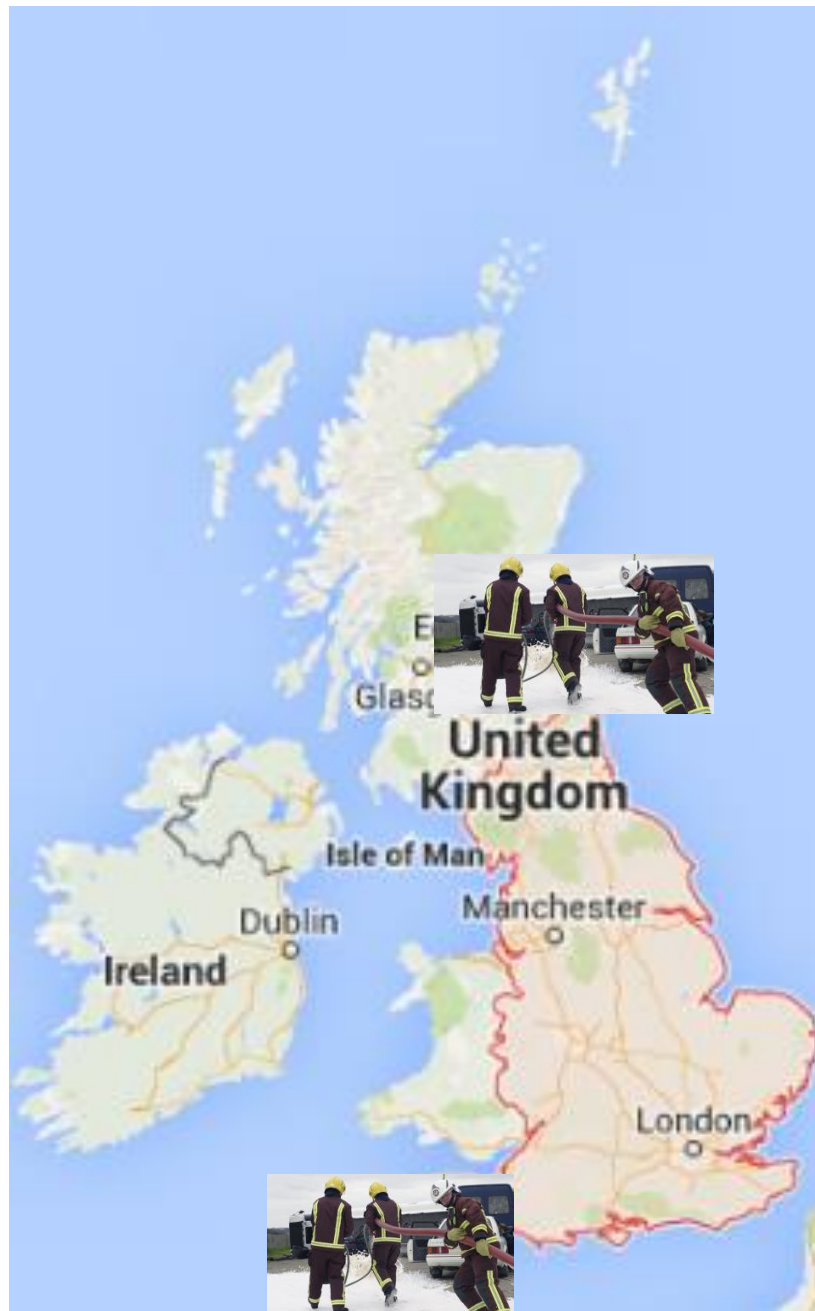 Glasg
United
Kingdom
Isle of Man
Manchester
Dublin
Ireland
London